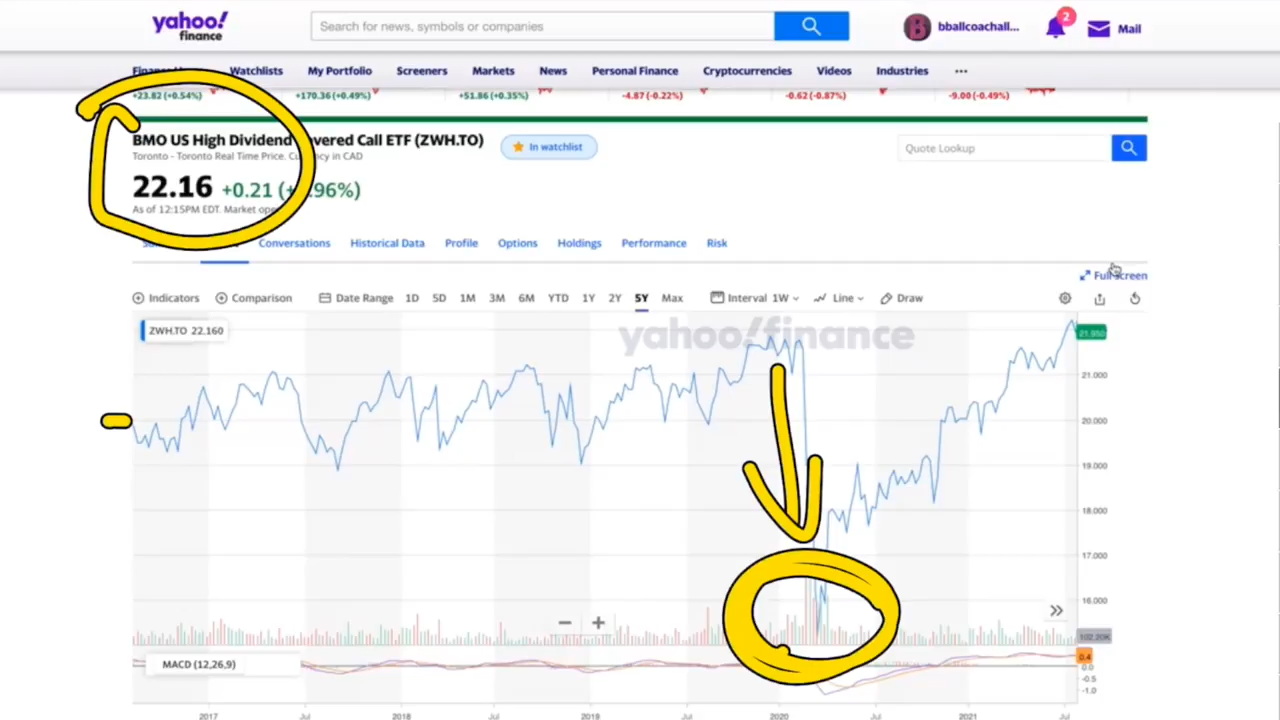 yahoo!
finance
Search for news, symbols or companies
B
bballcoachall...
2
Mail
Watchlists
My Portfolio
Screeners
Markets
News
Personal Finance
Cryptocurrencies
Videos
Industries
...
+23.82 (+0.54%)
+170.36 (+0.49%)
+51.86 (+0.35%)
-4.87 (-0.22%)
-0.62 (-0.87%)
-9.00 (-0.49%)
BMO US High Dividend Call ETF (ZWH.TO)
In watchlist
Quote Lookup
Toronto - Toronto Real Time Price. in CAD
22.16 +0.21
As of 12:15PM EDT. Market
Conversations
Historical Data
Profile
Options
Holdings
Performance
Risk
Full screen
Indicators
Comparison
Date Range
1D
5D
1M
3M
6M
YTD
1Y
2Y
5Y
Max
Interval 1W
Line
Draw
ZWH.TO 22.160
yahoo!finance
21.950
21.000
20.000
19.000
18.000
17.000
16.000
102.20K
MACD (12,26,9)
0.4
0.0
-0.5
-1.0
2017
Jul
2018
Jul
2019
Jul
2020
Jul
2021
Jul